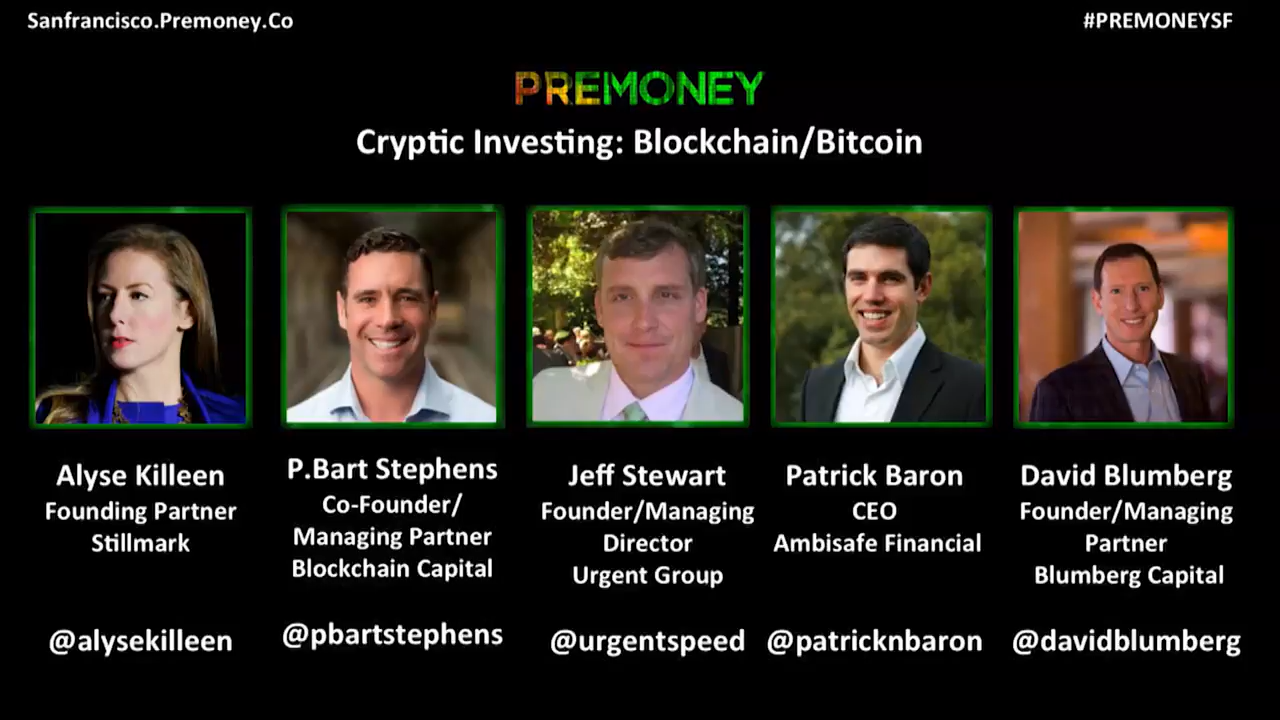 Sanfrancisco.Premoney.Co
#PREMONEYSF
PREMONEY
Cryptic Investing: Blockchain/Bitcoin
Alyse Killeen
Founding Partner
Stillmark
@alysekilleen
P.Bart Stephens
Co-Founder/
Managing Partner
Blockchain Capital
@pbartstephens
Jeff Stewart
Founder/Managing
Director
Urgent Group
@urgentspeed
Patrick Baron
CEO
Ambisafe Financial
@patricknbaron
David Blumberg
Founder/Managing
Partner
Blumberg Capital
@davidblumberg